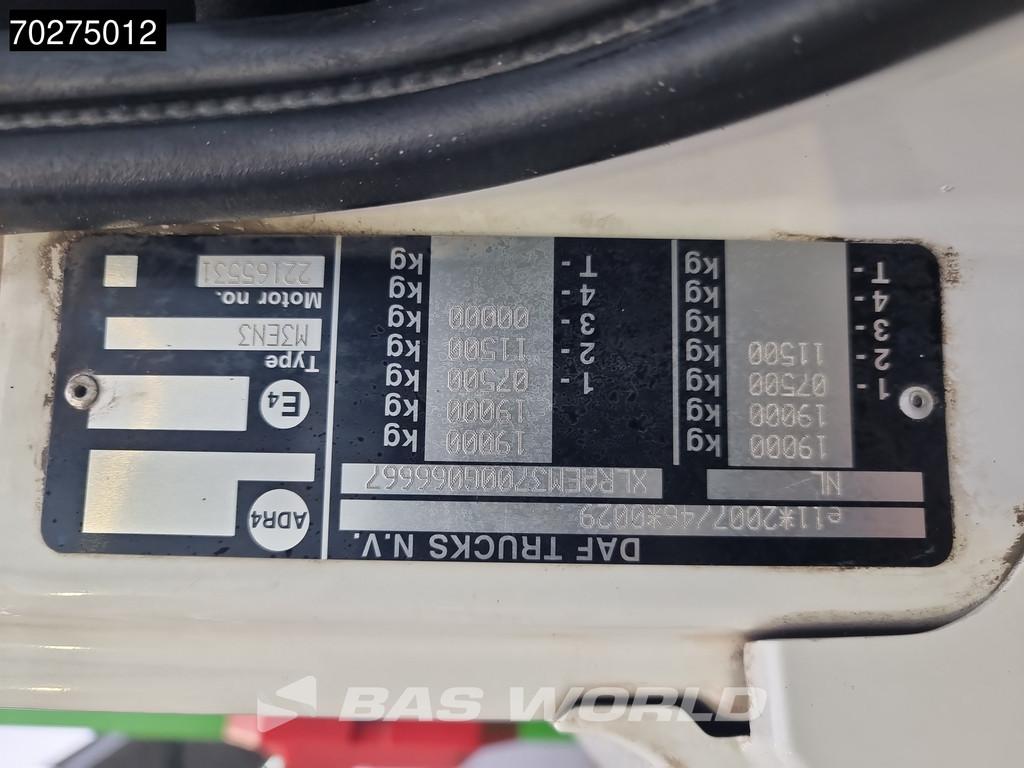 70275012
DAF TRUCKS N.V.
e11*2007/46*0029
NL XLRAEM3700G066667
19000 kg 19000 kg
19000 kg 19000 kg
1 - 07500 kg 1 - 07500 kg
2 - 11500 kg 2 - 11500 kg
3 - kg 3 - 00000 kg
4 - kg 4 - kg
T - kg T - kg
ADR4
E4
Type
M3EN3
Motor no.
22165531
BAS WORLD